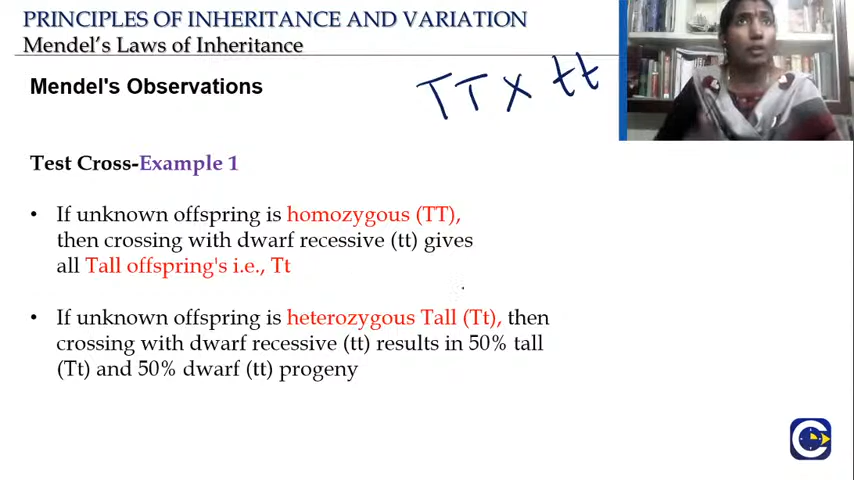 PRINCIPLES OF INHERITANCE AND VARIATION
Mendel's Laws of Inheritance
Mendel's Observations
TT x tt
Test Cross-Example 1
• If unknown offspring is homozygous (TT),
then crossing with dwarf recessive (tt) gives
all Tall offspring's i.e., Tt
• If unknown offspring is heterozygous Tall (Tt), then
crossing with dwarf recessive (tt) results in 50% tall
(Tt) and 50% dwarf (tt) progeny